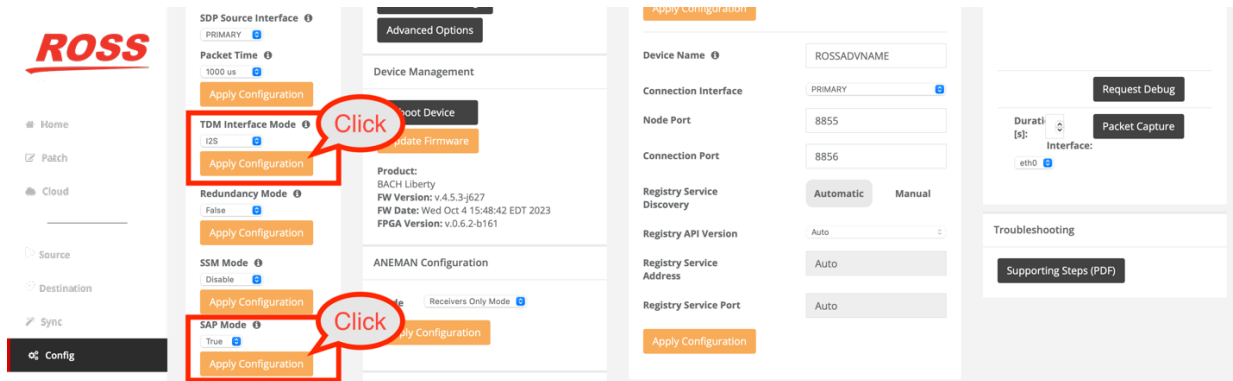 ROSS
Home
Patch
Cloud
Source
Destination
Sync
Config
SDP Source Interface
PRIMARY
Packet Time
1000 us
Apply Configuration
TDM Interface Mode
I2S
Apply Configuration
Click
Redundancy Mode
False
Apply Configuration
SSM Mode
Disable
Apply Configuration
SAP Mode
True
Apply Configuration
Click
Advanced Options
Device Management
oot Device
pdate Firmware
Product:
BACH Liberty
FW Version: v.4.5.3-j627
FW Date: Wed Oct 4 15:48:42 EDT 2023
FPGA Version: v.0.6.2-b161
ANEMAN Configuration
Receivers Only Mode
ply Configuration
Apply Configuration
Device Name
ROSSADVNAME
Connection Interface
PRIMARY
Node Port
8855
Connection Port
8856
Registry Service
Discovery
Automatic Manual
Registry API Version
Auto
Registry Service
Address
Auto
Registry Service Port
Auto
Apply Configuration
Request Debug
Durati
[s]:
Packet Capture
Interface:
eth0
Troubleshooting
Supporting Steps (PDF)